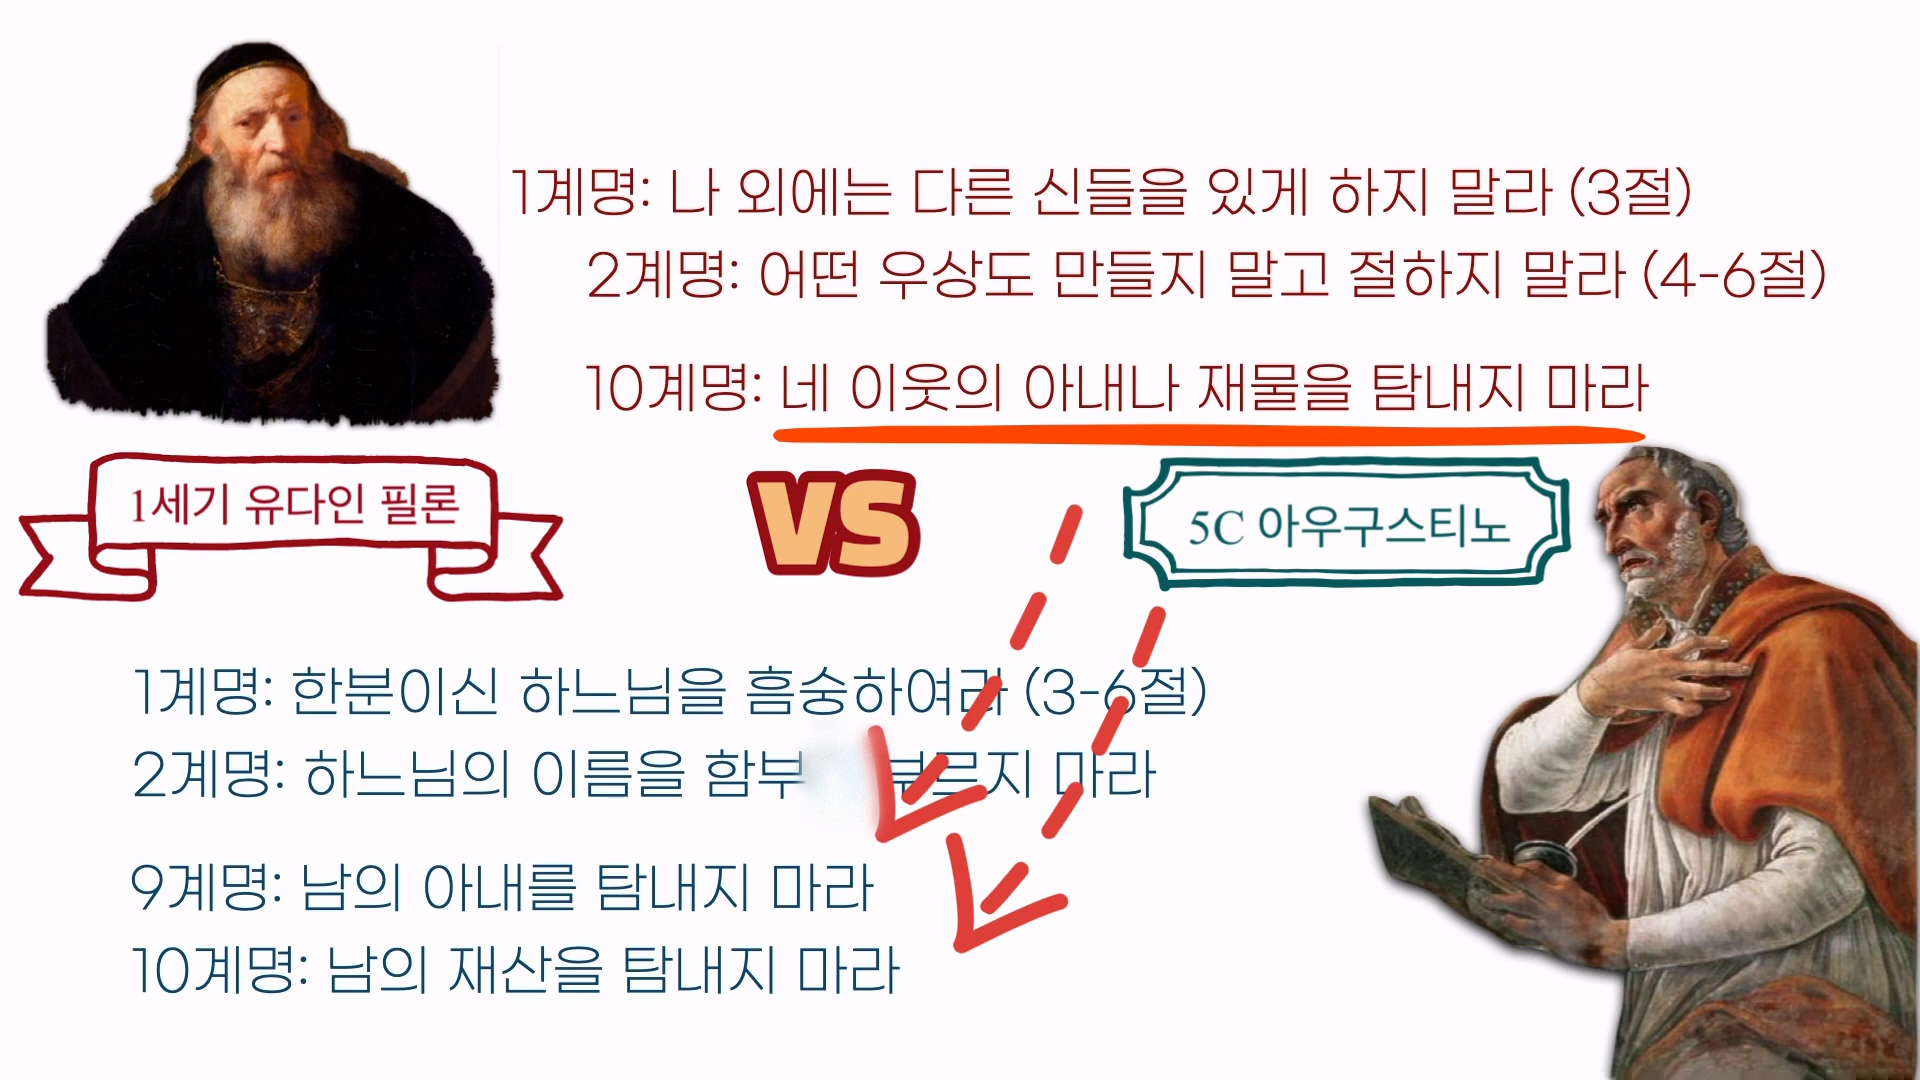 1계명: 나 외에는 다른 신들을 있게 하지 말라 (3절)
2계명: 어떤 우상도 만들지 말고 절하지 말라 (4-6절)
10계명: 네 이웃의 아내나 재물을 탐내지 마라
1세기 유다인 필론
VS
5C 아우구스티노
1계명: 한분이신 하느님을 흠숭하여라 (3-6절)
2계명: 하느님의 이름을 함부 부르지 마라
9계명: 남의 아내를 탐내지 마라
10계명: 남의 재산을 탐내지 마라